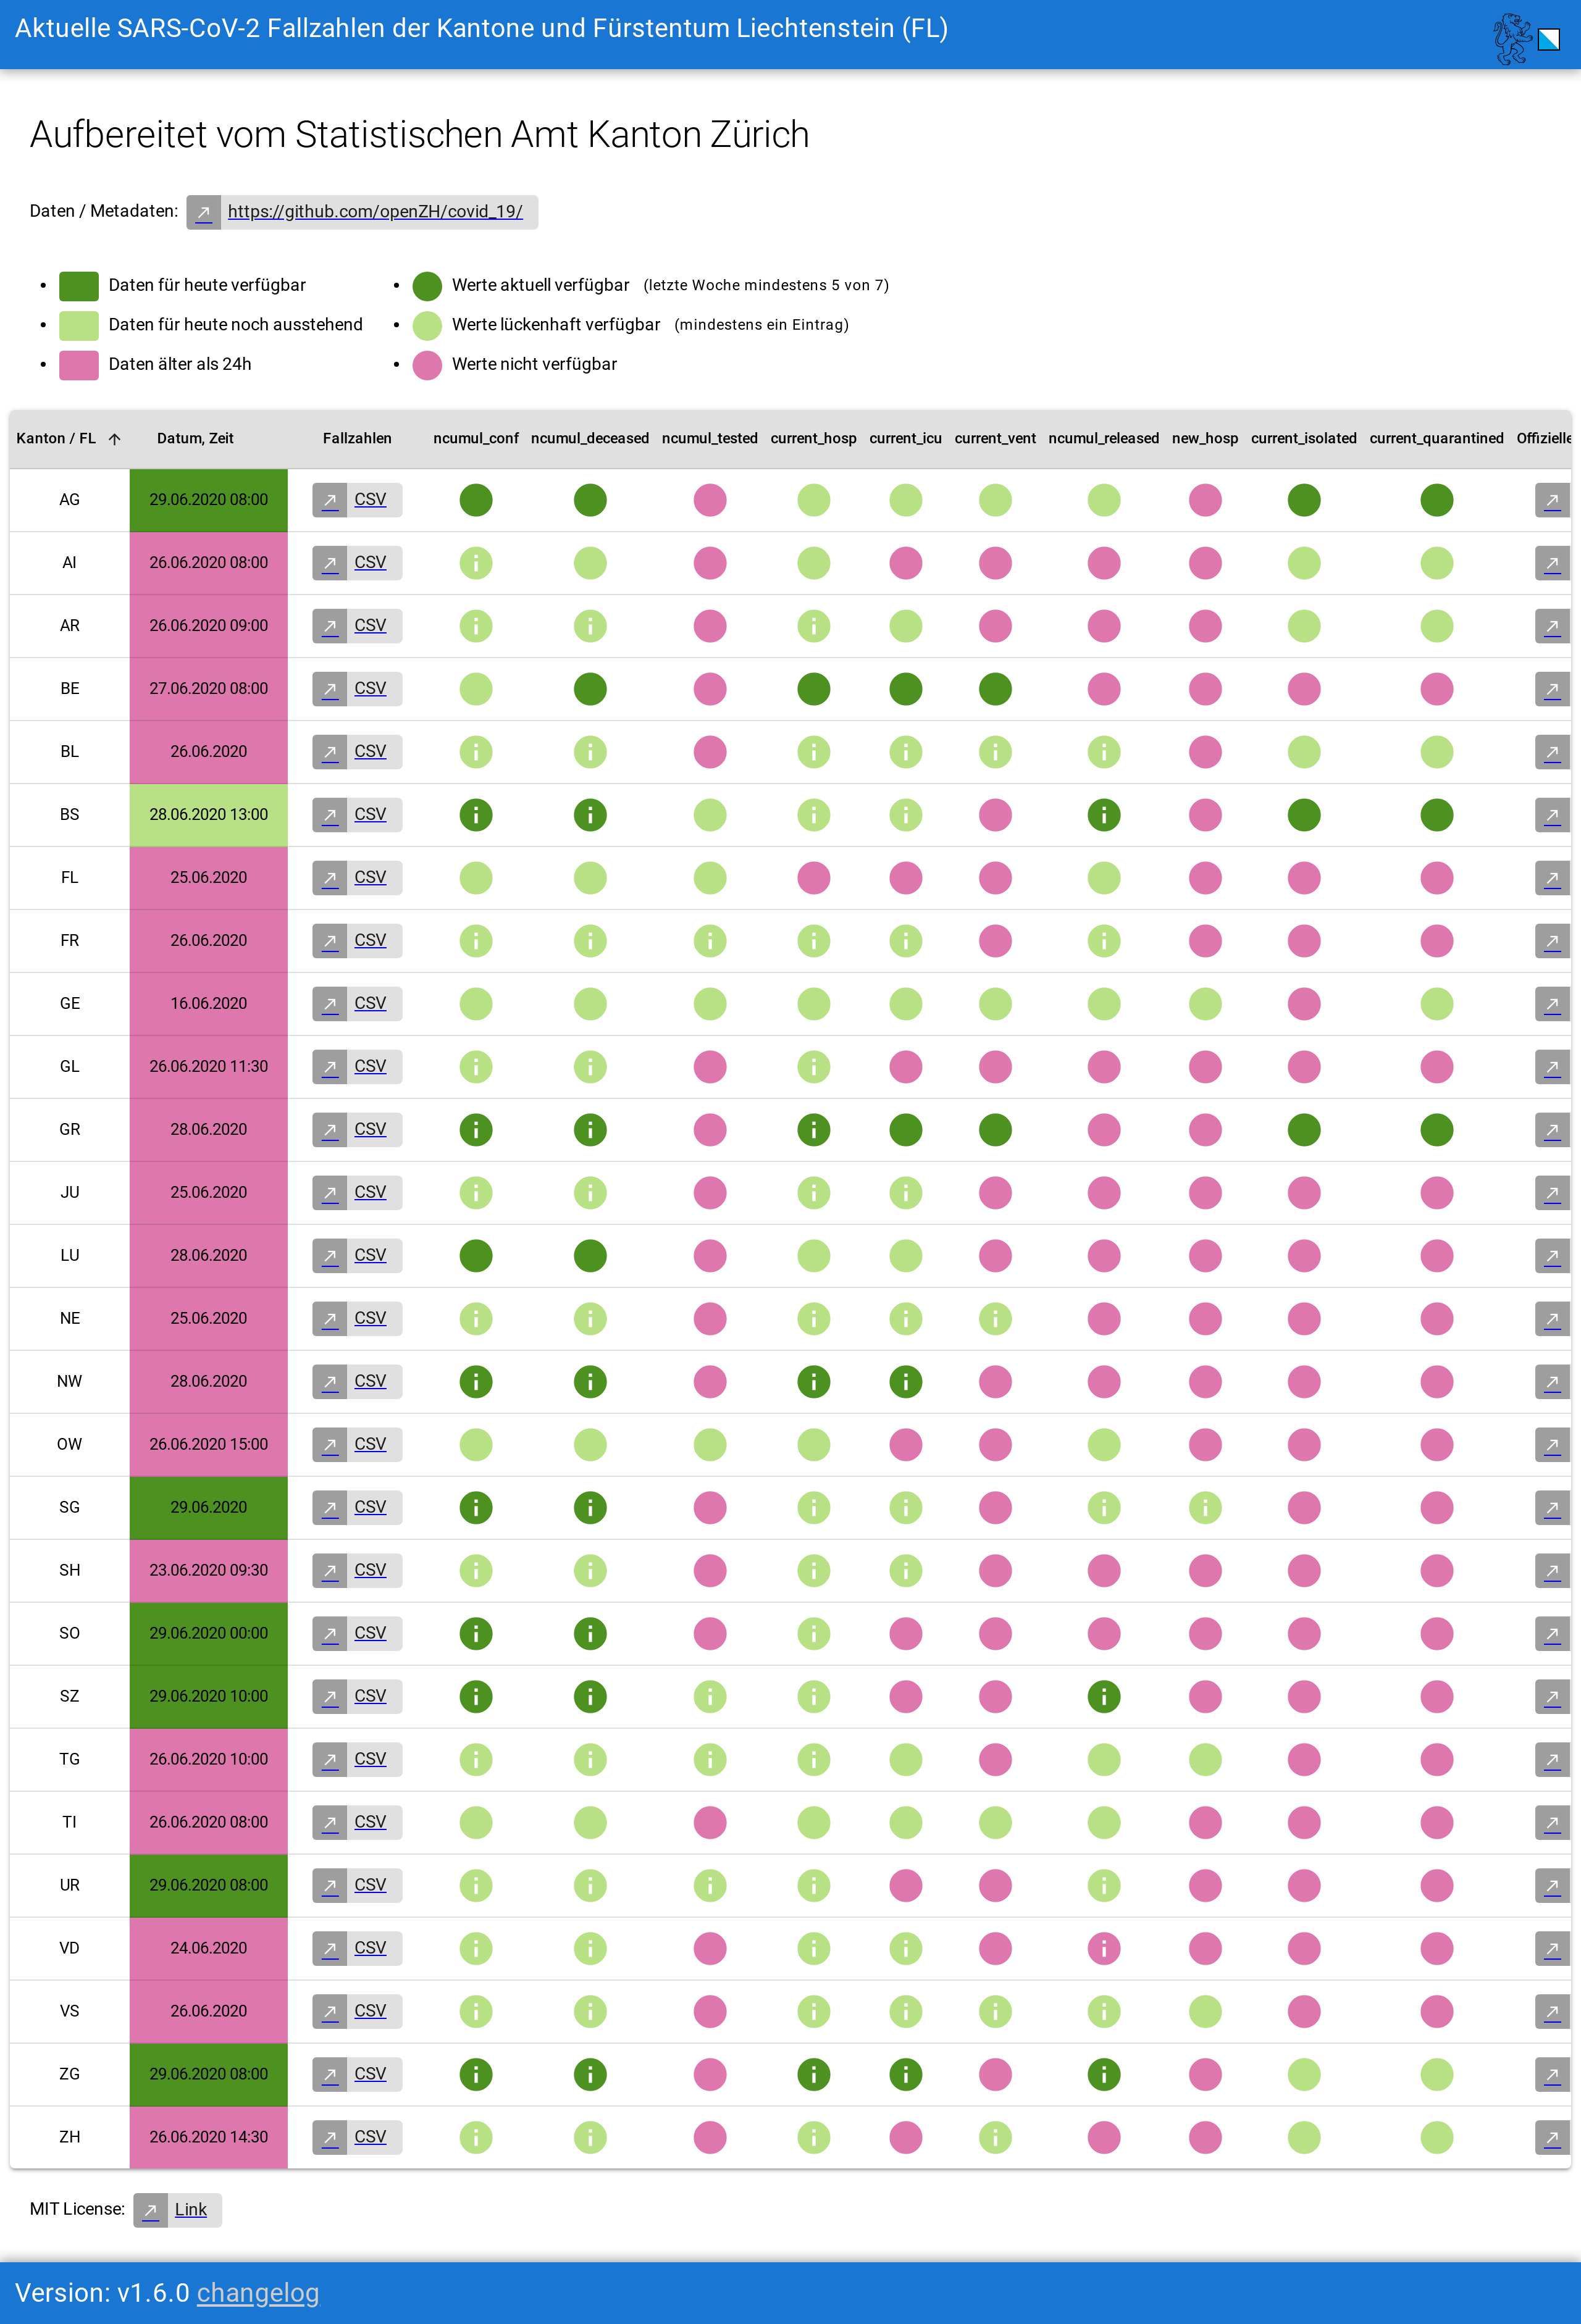 Aktuelle SARS-CoV-2 Fallzahlen der Kantone und Fürstentum Liechtenstein (FL)
Aufbereitet vom Statistischen Amt Kanton Zürich
Daten / Metadaten: https://github.com/openZH/covid_19/
Daten für heute verfügbar
Daten für heute noch ausstehend
Daten älter als 24h
Werte aktuell verfügbar (letzte Woche mindestens 5 von 7)
Werte lückenhaft verfügbar (mindestens ein Eintrag)
Werte nicht verfügbar
Kanton / FL Datum, Zeit Fallzahlen ncumul_conf ncumul_deceased ncumul_tested current_hosp current_icu current_vent ncumul_released new_hosp current_isolated current_quarantined Offizielle
AG 29.06.2020 08:00 CSV
AI 26.06.2020 08:00 CSV
AR 26.06.2020 09:00 CSV
BE 27.06.2020 08:00 CSV
BL 26.06.2020 CSV
BS 28.06.2020 13:00 CSV
FL 25.06.2020 CSV
FR 26.06.2020 CSV
GE 16.06.2020 CSV
GL 26.06.2020 11:30 CSV
GR 28.06.2020 CSV
JU 25.06.2020 CSV
LU 28.06.2020 CSV
NE 25.06.2020 CSV
NW 28.06.2020 CSV
OW 26.06.2020 15:00 CSV
SG 29.06.2020 CSV
SH 23.06.2020 09:30 CSV
SO 29.06.2020 00:00 CSV
SZ 29.06.2020 10:00 CSV
TG 26.06.2020 10:00 CSV
TI 26.06.2020 08:00 CSV
UR 29.06.2020 08:00 CSV
VD 24.06.2020 CSV
VS 26.06.2020 CSV
ZG 29.06.2020 08:00 CSV
ZH 26.06.2020 14:30 CSV
MIT License: Link
Version: v1.6.0 changelog